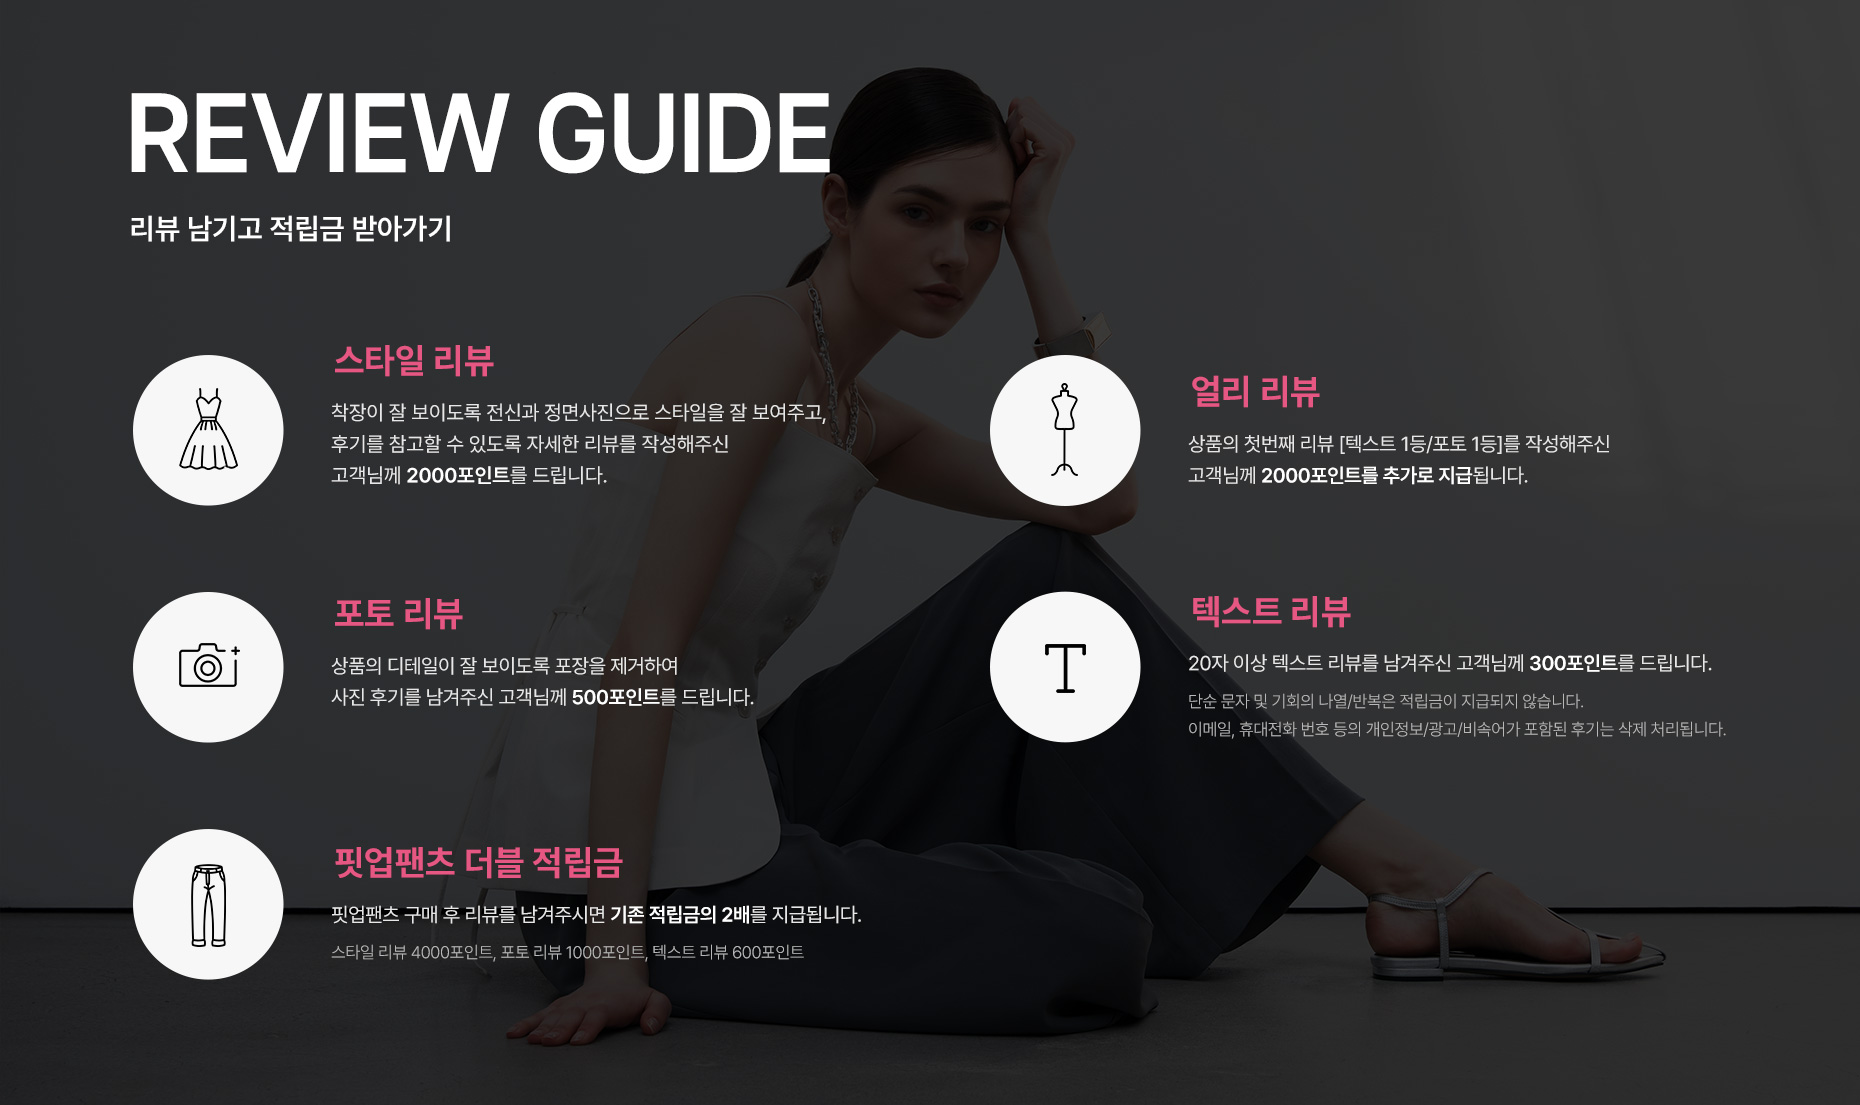 REVIEW GUIDE
리뷰 남기고 적립금 받아가기
스타일 리뷰
착장이 잘 보이도록 전신과 정면사진으로 스타일을 잘 보여주고,
후기를 참고할 수 있도록 자세한 리뷰를 작성해주신
고객님께 2000포인트를 드립니다.
얼리 리뷰
상품의 첫번째 리뷰 [텍스트 1등/포토 1등]를 작성해주신
고객님께 2000포인트를 추가로 지급됩니다.
포토 리뷰
상품의 디테일이 잘 보이도록 포장을 제거하여
사진 후기를 남겨주신 고객님께 500포인트를 드립니다.
텍스트 리뷰
20자 이상 텍스트 리뷰를 남겨주신 고객님께 300포인트를 드립니다.
단순 문자 및 기회의 나열/반복은 적립금이 지급되지 않습니다.
이메일, 휴대전화 번호 등의 개인정보/광고/비속어가 포함된 후기는 삭제 처리됩니다.
핏업팬츠 더블 적립금
핏업팬츠 구매 후 리뷰를 남겨주시면 기존 적립금의 2배를 지급됩니다.
스타일 리뷰 4000포인트, 포토 리뷰 1000포인트, 텍스트 리뷰 600포인트